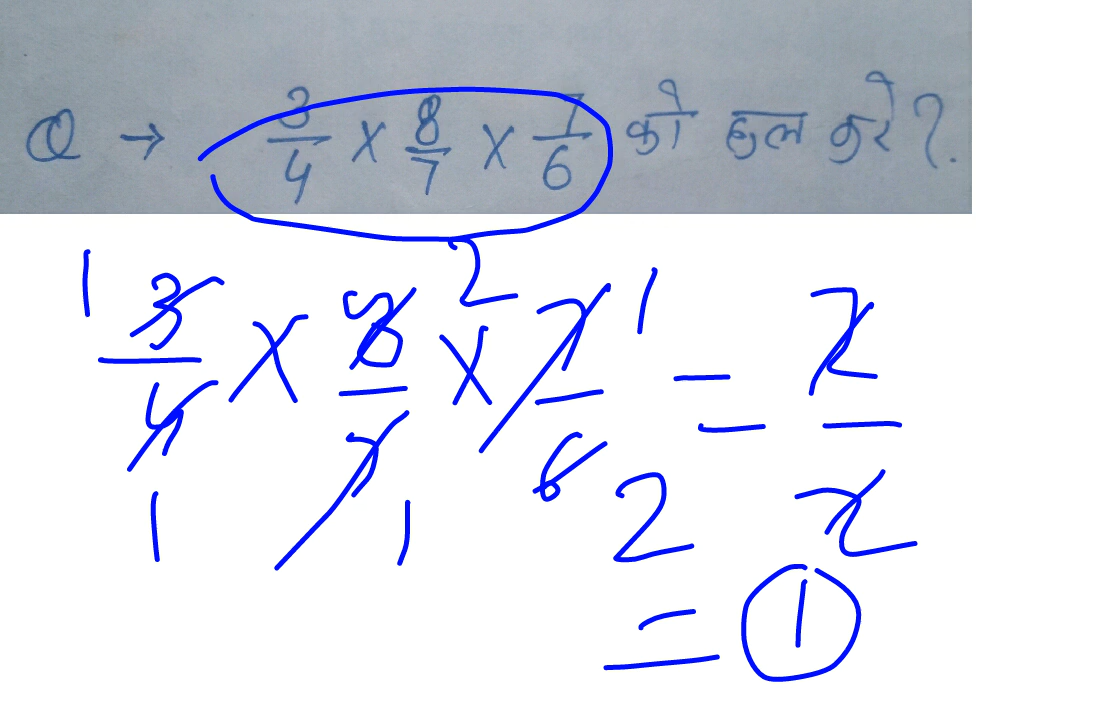 Q → 3/4 × 8/7 × 7/6 को हल करे ?.
1 3/4 1 × 8/7 2 1 × 7/6 1 2 = 2/2
= 1